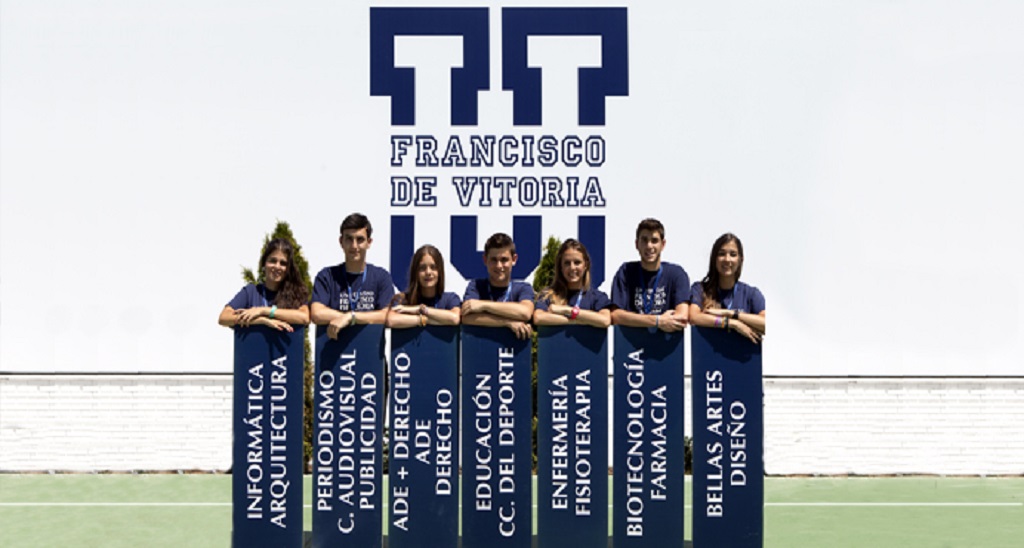 FRANCISCO
DE VITORIA
INFORMÁTICA
ARQUITECTURA
PERIODISMO
C. AUDIOVISUAL
PUBLICIDAD
ADE + DERECHO
ADE
DERECHO
EDUCACIÓN
CC. DEL DEPORTE
ENFERMERÍA
FISIOTERAPIA
BIOTECNOLOGÍA
FARMACIA
BELLAS ARTES
DISEÑO